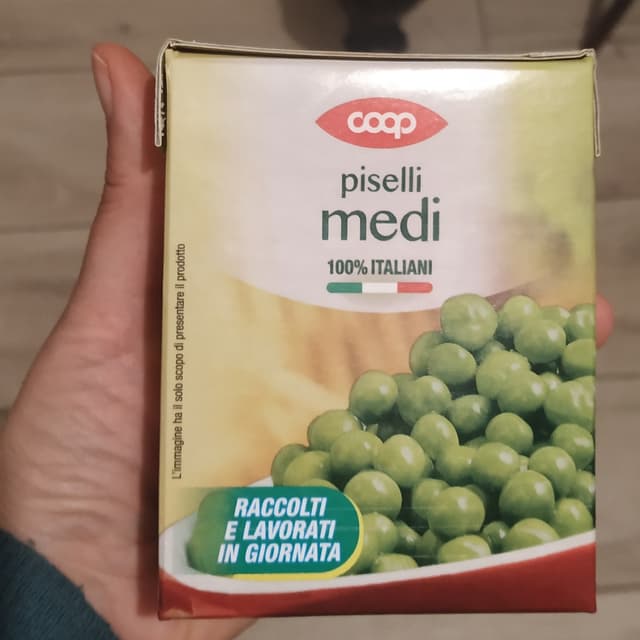 coop
piselli
medi
100% ITALIANI
L'immagine ha il solo scopo di presentare il prodotto
RACCOLTI
E LAVORATI
IN GIORNATA